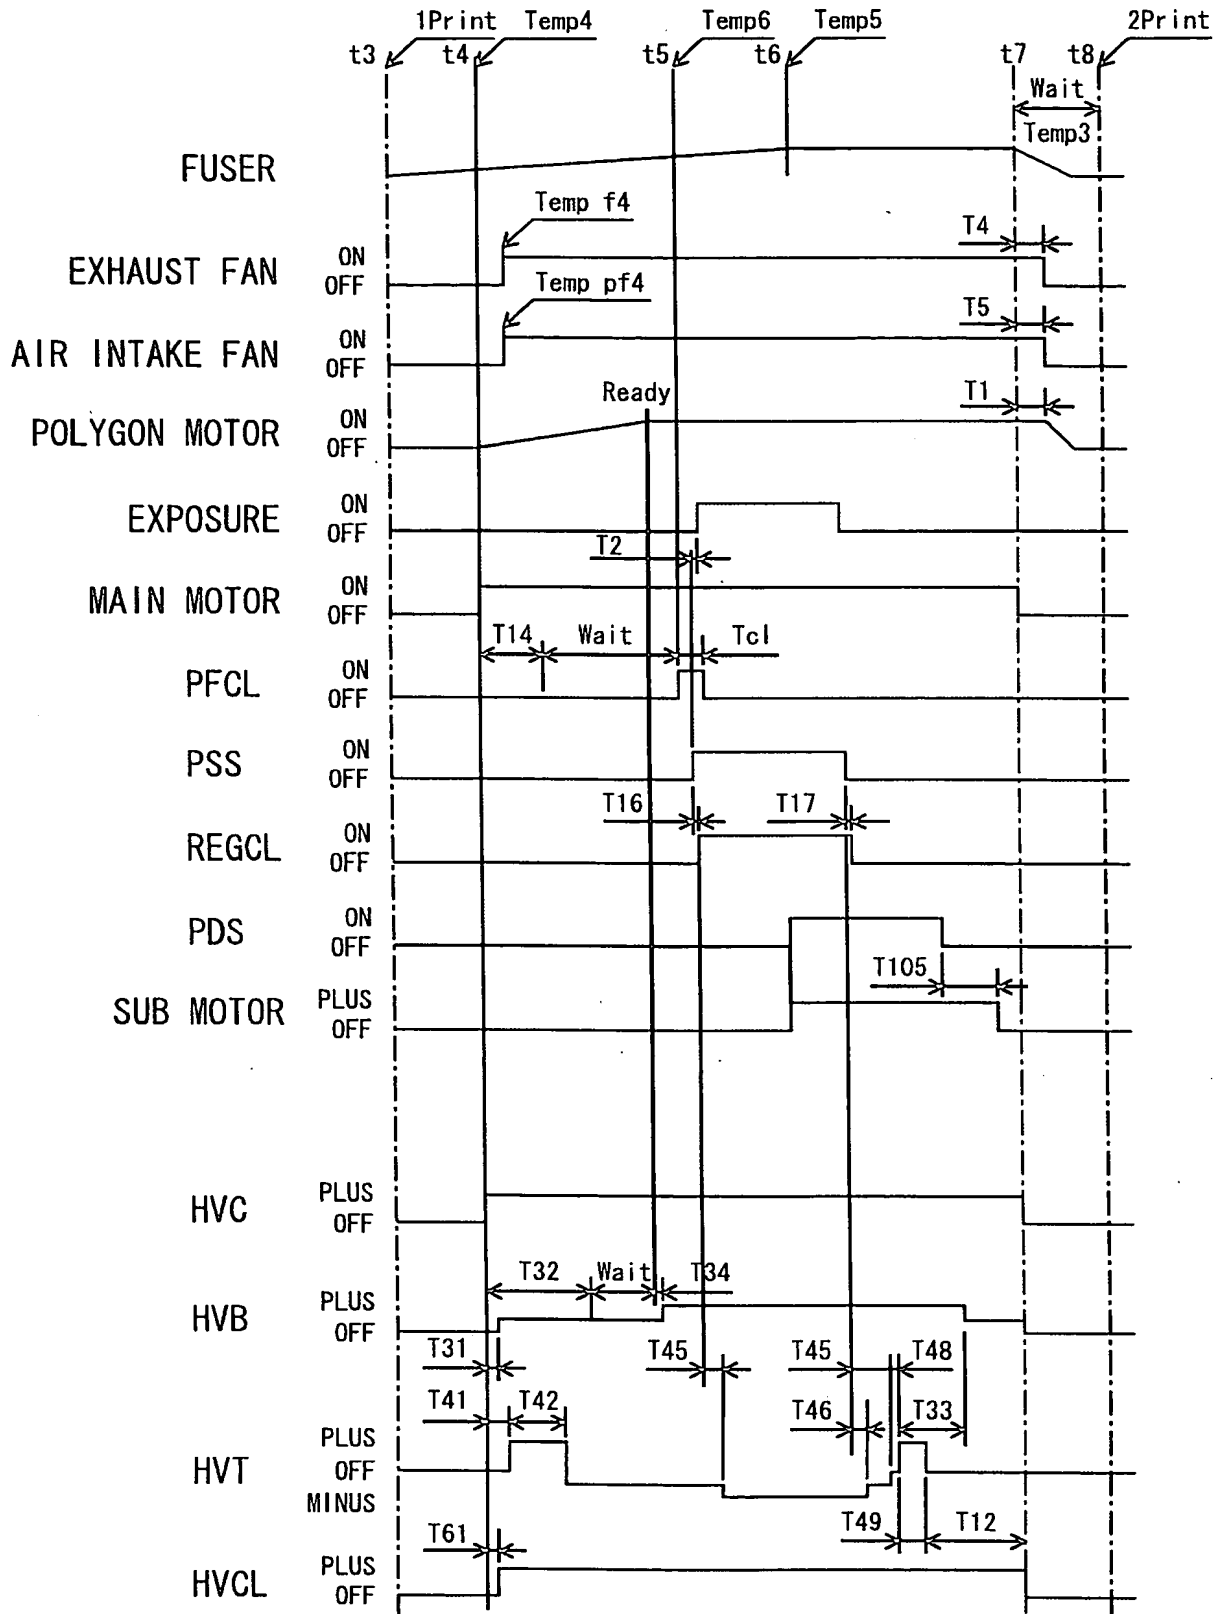 1Print Temp4 Temp6 Temp5 2Print
t3 t4 t5 t6 t7 t8
Wait
Temp3
FUSER
Temp f4
T4
EXHAUST FAN ON
OFF
Temp pf4
T5
AIR INTAKE FAN ON
OFF
Ready
T1
POLYGON MOTOR ON
OFF
EXPOSURE ON
OFF
T2
MAIN MOTOR ON
OFF
T14 Wait Tcl
PFCL ON
OFF
PSS ON
OFF
T16 T17
REGCL ON
OFF
PDS ON
OFF
T105
SUB MOTOR PLUS
OFF
HVC PLUS
OFF
T32 Wait T34
HVB PLUS
OFF
T31 T45 T45 T48
T41 T42 T46 T33
HVT PLUS
OFF
MINUS
T49 T12
T61
HVCL PLUS
OFF